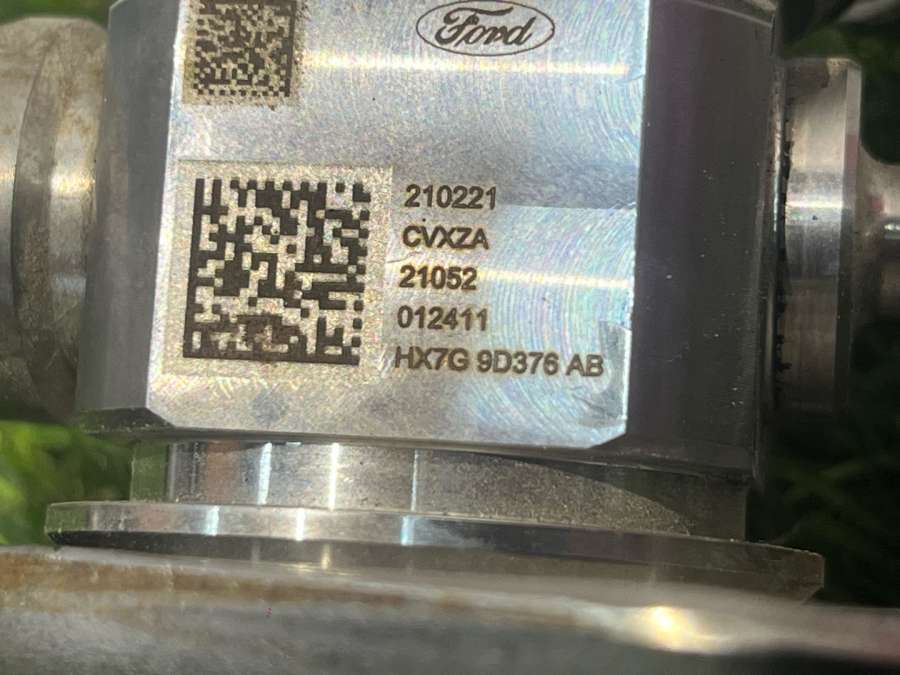 Ford
210221
CVXZA
21052
012411
HX7G 9D376 AB